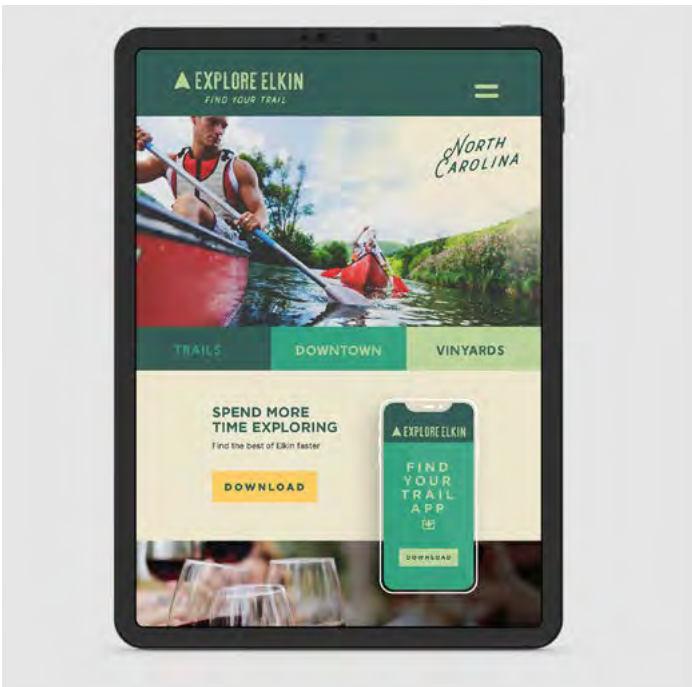 EXPLORE ELKIN
FIND YOUR TRAIL
NORTH
CAROLINA
TRAILS
DOWNTOWN
VINYARDS
SPEND MORE
TIME EXPLORING
Find the best of Elkin faster
DOWNLOAD
EXPLORE ELKIN
FIND
YOUR
TRAIL
APP
DOWNLOAD